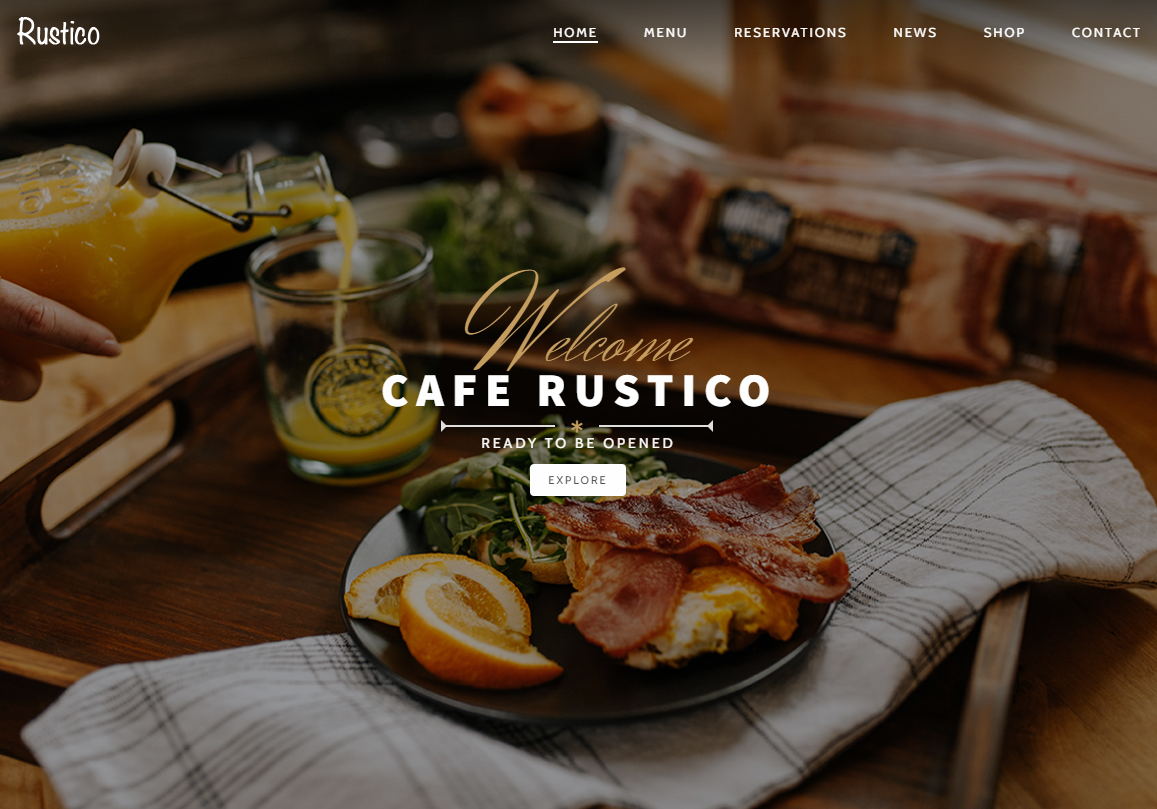 Rustico
HOME MENU RESERVATIONS NEWS SHOP CONTACT
Welcome
CAFE RUSTICO
*
READY TO BE OPENED
EXPLORE